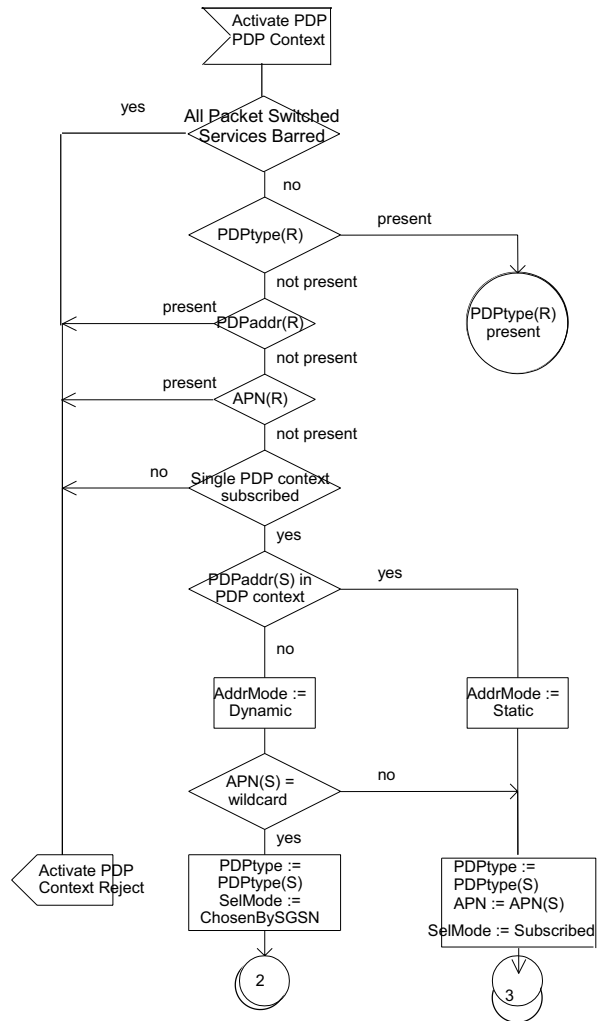 Activate PDP
PDP Context
yes
All Packet Switched
Services Barred
no
PDPtype(R)
present
not present
PDPtype(R)
present
present
PDPaddr(R)
not present
present
APN(R)
not present
no
Single PDP context
subscribed
yes
PDPaddr(S) in
PDP context
yes
no
AddrMode :=
Dynamic
AddrMode :=
Static
APN(S) =
wildcard
no
yes
Activate PDP
Context Reject
PDPtype :=
PDPtype(S)
SelMode :=
ChosenBySGSN
PDPtype :=
PDPtype(S)
APN := APN(S)
SelMode := Subscribed
2
3